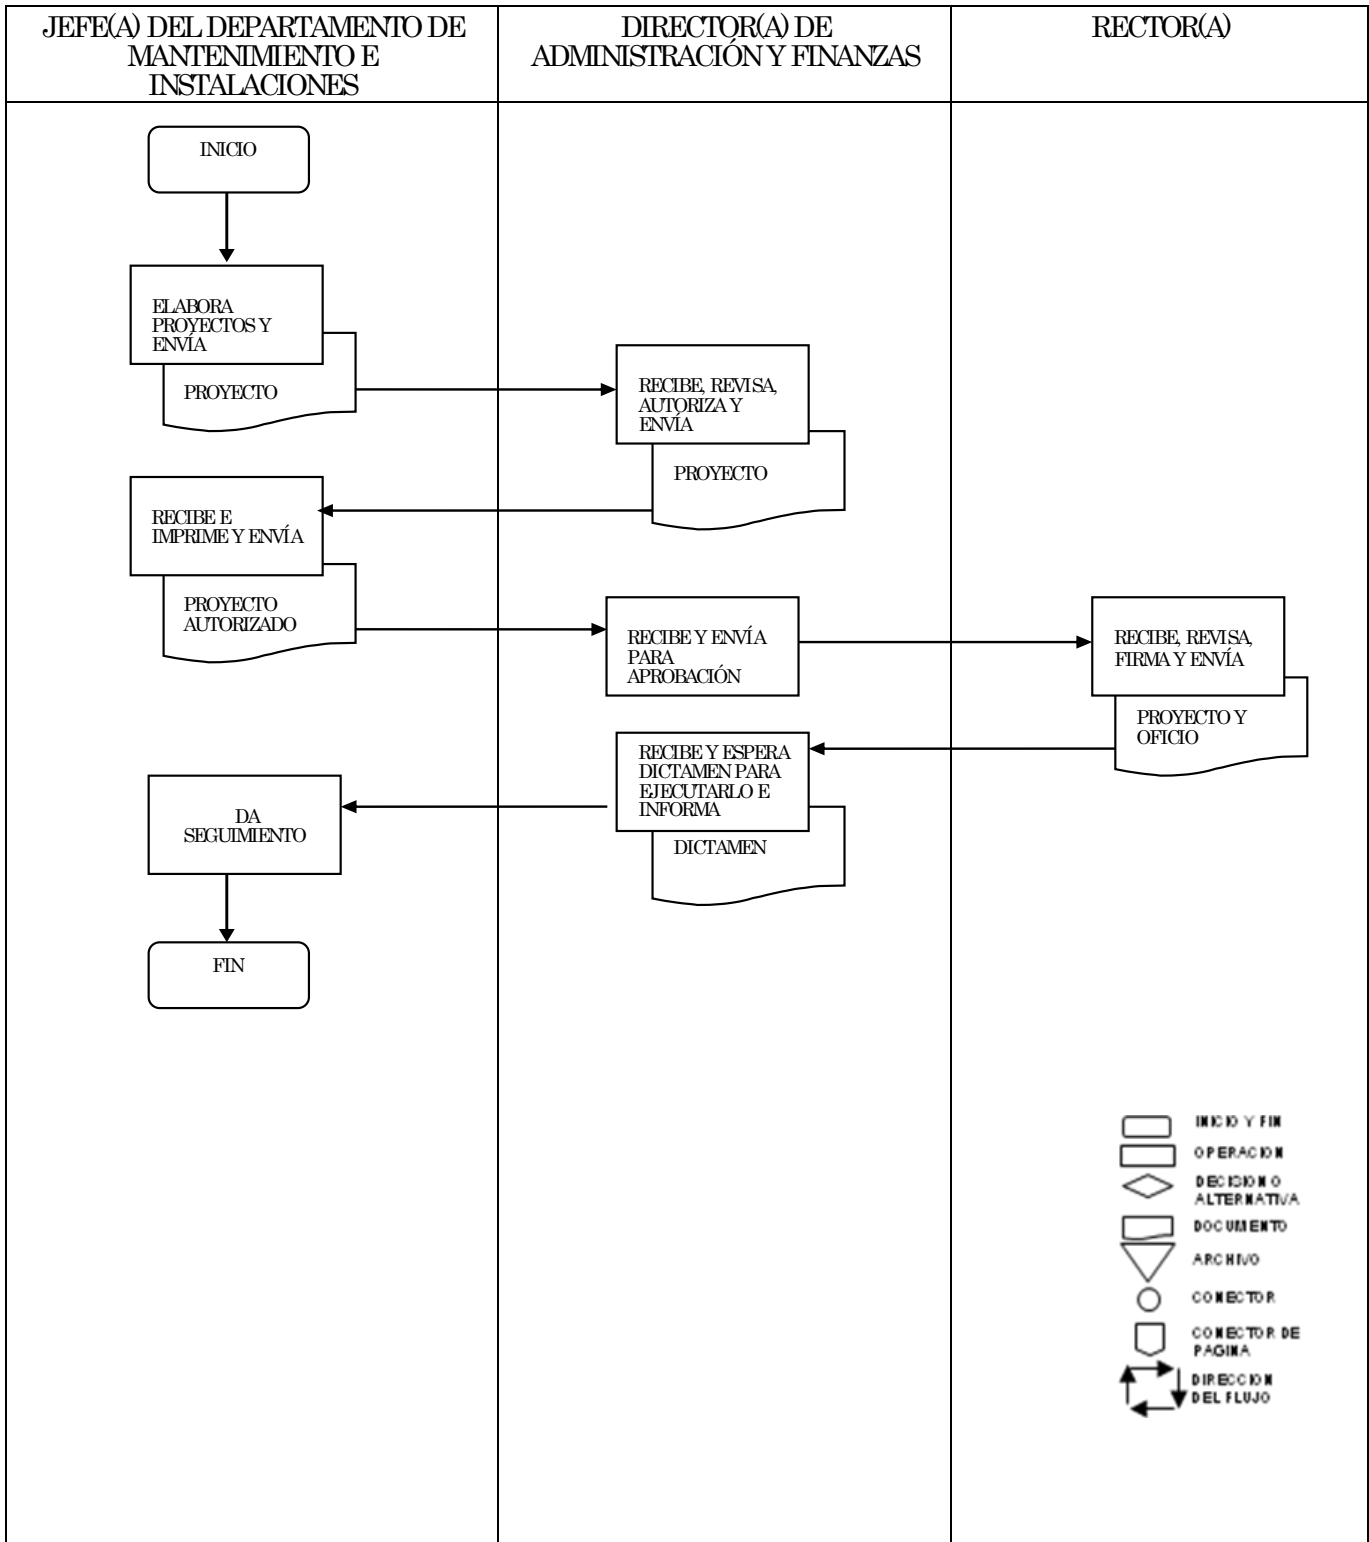 JEFE(A) DEL DEPARTAMENTO DE
MANTENIMIENTO E
INSTALACIONES
DIRECTOR(A) DE
ADMINISTRACIÓN Y FINANZAS
RECTOR(A)
INICIO
ELABORA
PROYECTOS Y
ENVÍA
PROYECTO
RECIBE, REVISA,
AUTORIZA Y
ENVÍA
PROYECTO
RECIBE E
IMPRIME Y ENVÍA
PROYECTO
AUTORIZADO
RECIBE Y ENVÍA
PARA
APROBACIÓN
RECIBE, REVISA,
FIRMA Y ENVÍA
PROYECTO Y
OFICIO
RECIBE Y ESPERA
DICTAMEN PARA
EJECUTARLO E
INFORMA
DICTAMEN
DA
SEGUIMIENTO
FIN
INICIO Y FIN
OPERACION
DECISION O
ALTERNATIVA
DOCUMENTO
ARCHIVO
CONECTOR
CONECTOR DE
PAGINA
DIRECCION
DEL FLUJO